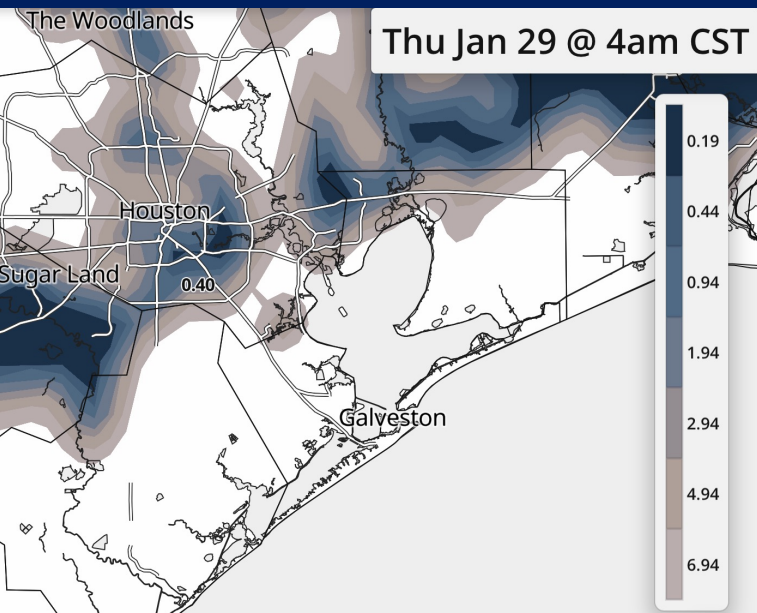 The Woodlands
Thu Jan 29 @ 4am CST
0.19
Houston
0.44
Sugar Land
0.40
0.94
1.94
Galveston
2.94
4.94
6.94